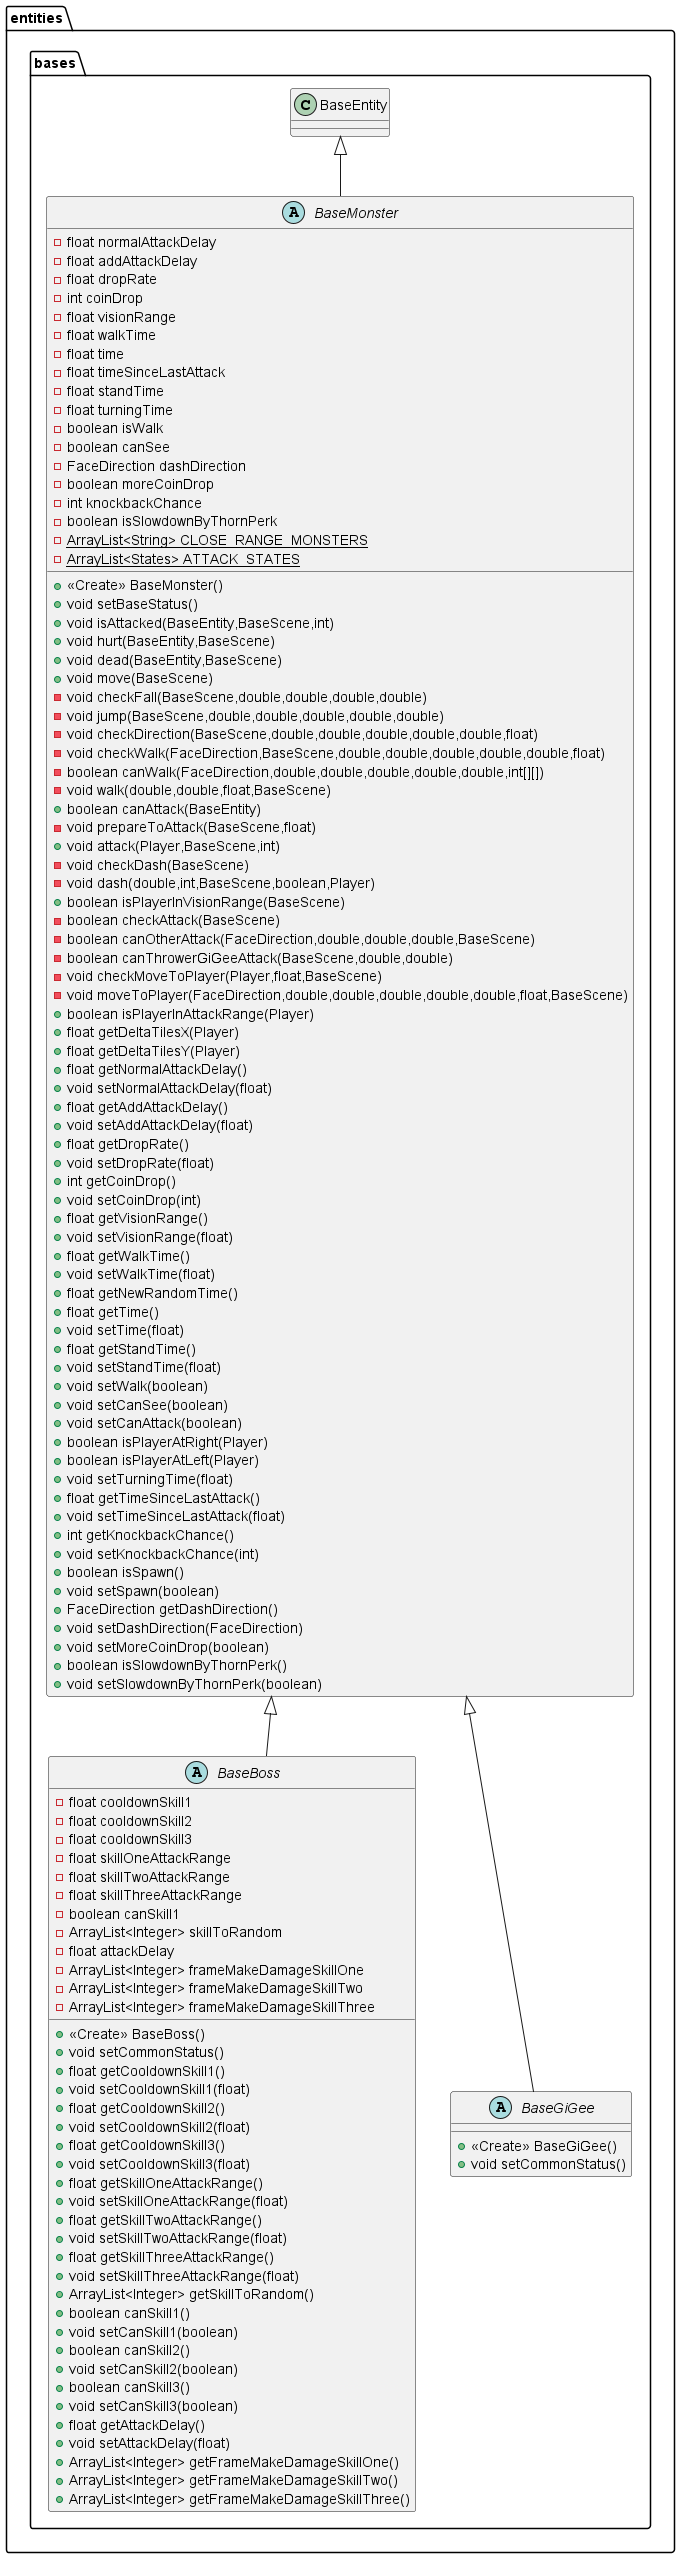 entities
bases
C BaseEntity
A BaseMonster
float normalAttackDelay
float addAttackDelay
float dropRate
int coinDrop
float visionRange
float walkTime
float time
float timeSinceLastAttack
float standTime
float turningTime
boolean isWalk
boolean canSee
FaceDirection dashDirection
boolean moreCoinDrop
int knockbackChance
boolean isSlowdownByThornPerk
ArrayList<String> CLOSE_RANGE_MONSTERS
ArrayList<States> ATTACK_STATES
«Create» BaseMonster()
void setBaseStatus()
void isAttacked(BaseEntity,BaseScene,int)
void hurt(BaseEntity,BaseScene)
void dead(BaseEntity,BaseScene)
void move(BaseScene)
void checkFall(BaseScene,double,double,double,double)
void jump(BaseScene,double,double,double,double,double)
void checkDirection(BaseScene,double,double,double,double,double,float)
void checkWalk(FaceDirection,BaseScene,double,double,double,double,double,float)
boolean canWalk(FaceDirection,double,double,double,double,double,int[][])
void walk(double,double,float,BaseScene)
boolean canAttack(BaseEntity)
void prepareToAttack(BaseScene,float)
void attack(Player,BaseScene,int)
void checkDash(BaseScene)
void dash(double,int,BaseScene,boolean,Player)
boolean isPlayerInVisionRange(BaseScene)
boolean checkAttack(BaseScene)
boolean canOtherAttack(FaceDirection,double,double,double,BaseScene)
boolean canThrowerGiGeeAttack(BaseScene,double,double)
void checkMoveToPlayer(Player,float,BaseScene)
void moveToPlayer(FaceDirection,double,double,double,double,double,float,BaseScene)
boolean isPlayerInAttackRange(Player)
float getDeltaTilesX(Player)
float getDeltaTilesY(Player)
float getNormalAttackDelay()
void setNormalAttackDelay(float)
float getAddAttackDelay()
void setAddAttackDelay(float)
float getDropRate()
void setDropRate(float)
int getCoinDrop()
void setCoinDrop(int)
float getVisionRange()
void setVisionRange(float)
float getWalkTime()
void setWalkTime(float)
float getNewRandomTime()
float getTime()
void setTime(float)
float getStandTime()
void setStandTime(float)
void setWalk(boolean)
void setCanSee(boolean)
void setCanAttack(boolean)
boolean isPlayerAtRight(Player)
boolean isPlayerAtLeft(Player)
void setTurningTime(float)
float getTimeSinceLastAttack()
void setTimeSinceLastAttack(float)
int getKnockbackChance()
void setKnockbackChance(int)
boolean isSpawn()
void setSpawn(boolean)
FaceDirection getDashDirection()
void setDashDirection(FaceDirection)
void setMoreCoinDrop(boolean)
boolean isSlowdownByThornPerk()
void setSlowdownByThornPerk(boolean)
A BaseBoss
float cooldownSkill1
float cooldownSkill2
float cooldownSkill3
float skillOneAttackRange
float skillTwoAttackRange
float skillThreeAttackRange
boolean canSkill1
ArrayList<Integer> skillToRandom
float attackDelay
ArrayList<Integer> frameMakeDamageSkillOne
ArrayList<Integer> frameMakeDamageSkillTwo
ArrayList<Integer> frameMakeDamageSkillThree
«Create» BaseBoss()
void setCommonStatus()
float getCooldownSkill1()
void setCooldownSkill1(float)
float getCooldownSkill2()
void setCooldownSkill2(float)
float getCooldownSkill3()
void setCooldownSkill3(float)
float getSkillOneAttackRange()
void setSkillOneAttackRange(float)
float getSkillTwoAttackRange()
void setSkillTwoAttackRange(float)
float getSkillThreeAttackRange()
void setSkillThreeAttackRange(float)
ArrayList<Integer> getSkillToRandom()
boolean canSkill1()
void setCanSkill1(boolean)
boolean canSkill2()
void setCanSkill2(boolean)
boolean canSkill3()
void setCanSkill3(boolean)
float getAttackDelay()
void setAttackDelay(float)
ArrayList<Integer> getFrameMakeDamageSkillOne()
ArrayList<Integer> getFrameMakeDamageSkillTwo()
ArrayList<Integer> getFrameMakeDamageSkillThree()
A BaseGiGee
«Create» BaseGiGee()
void setCommonStatus()